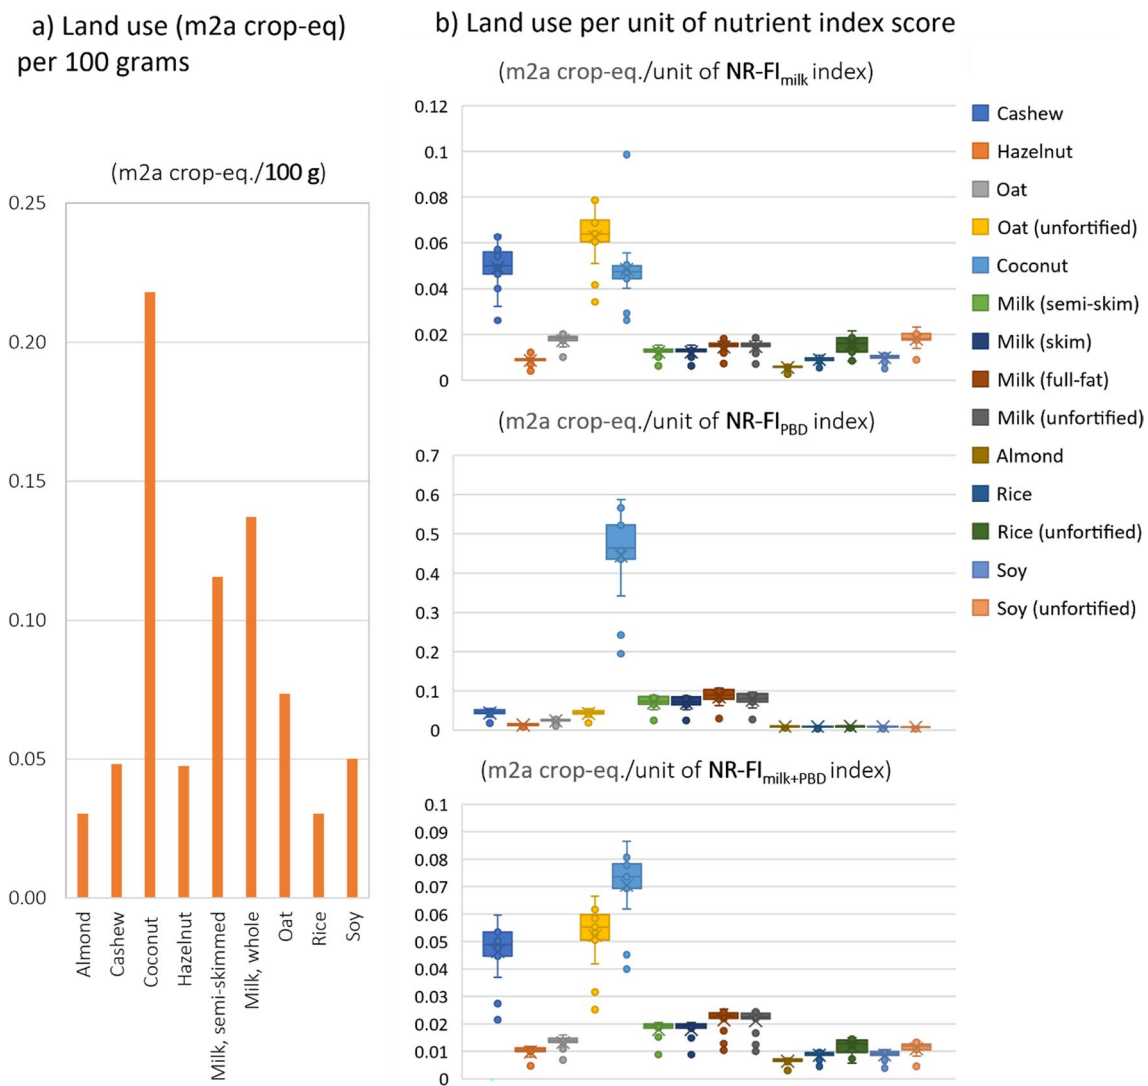 a) Land use (m2a crop-eq)
per 100 grams
(m2a crop-eq./100 g)
0.25
0.20
0.15
0.10
0.05
0.00
Almond
Cashew
Coconut
Hazelnut
Milk, semi-skimmed
Milk, whole
Oat
Rice
Soy
b) Land use per unit of nutrient index score
(m2a crop-eq./unit of NR-FImilk index)
0.12
0.1
0.08
0.06
0.04
0.02
0
(m2a crop-eq./unit of NR-FIPBD index)
0.7
0.6
0.5
0.4
0.3
0.2
0.1
0
(m2a crop-eq./unit of NR-FImilk+PBD index)
0.1
0.09
0.08
0.07
0.06
0.05
0.04
0.03
0.02
0.01
0
Cashew
Hazelnut
Oat
Oat (unfortified)
Coconut
Milk (semi-skim)
Milk (skim)
Milk (full-fat)
Milk (unfortified)
Almond
Rice
Rice (unfortified)
Soy
Soy (unfortified)